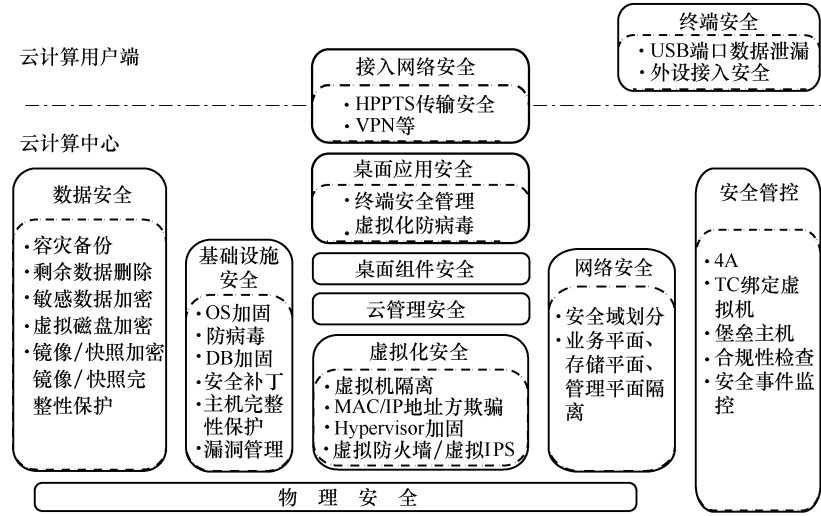 云计算用户端
终端安全
·USB端口数据泄漏
·外设接入安全
接入网络安全
·HPPTS传输安全
·VPN等
云计算中心
数据安全
·容灾备份
·剩余数据删除
·敏感数据加密
·虚拟磁盘加密
·镜像/快照加密
镜像/快照完
整性保护
基础设施
安全
·OS加固
·防病毒
·DB加固
·安全补丁
·主机完整
性保护
·漏洞管理
桌面应用安全
·终端安全管理
·虚拟化防病毒
桌面组件安全
云管理安全
虚拟化安全
·虚拟机隔离
·MAC/IP地址方欺骗
·Hypervisor加固
·虚拟防火墙/虚拟IPS
网络安全
·安全域划分
·业务平面、
存储平面、
管理平面隔
离
安全管控
·4A
·TC绑定虚
拟机
·堡垒主机
·合规性检查
·安全事件监
控
物理安全